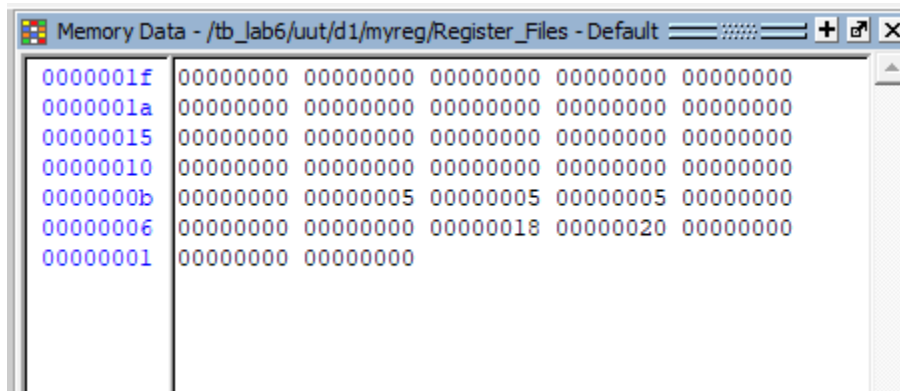 Memory Data - /tb_lab6/uut/d1/myreg/Register_Files - Default
0000001f 00000000 00000000 00000000 00000000 00000000
0000001a 00000000 00000000 00000000 00000000 00000000
00000015 00000000 00000000 00000000 00000000 00000000
00000010 00000000 00000000 00000000 00000000 00000000
0000000b 00000000 00000005 00000005 00000005 00000000
00000006 00000000 00000000 00000018 00000020 00000000
00000001 00000000 00000000